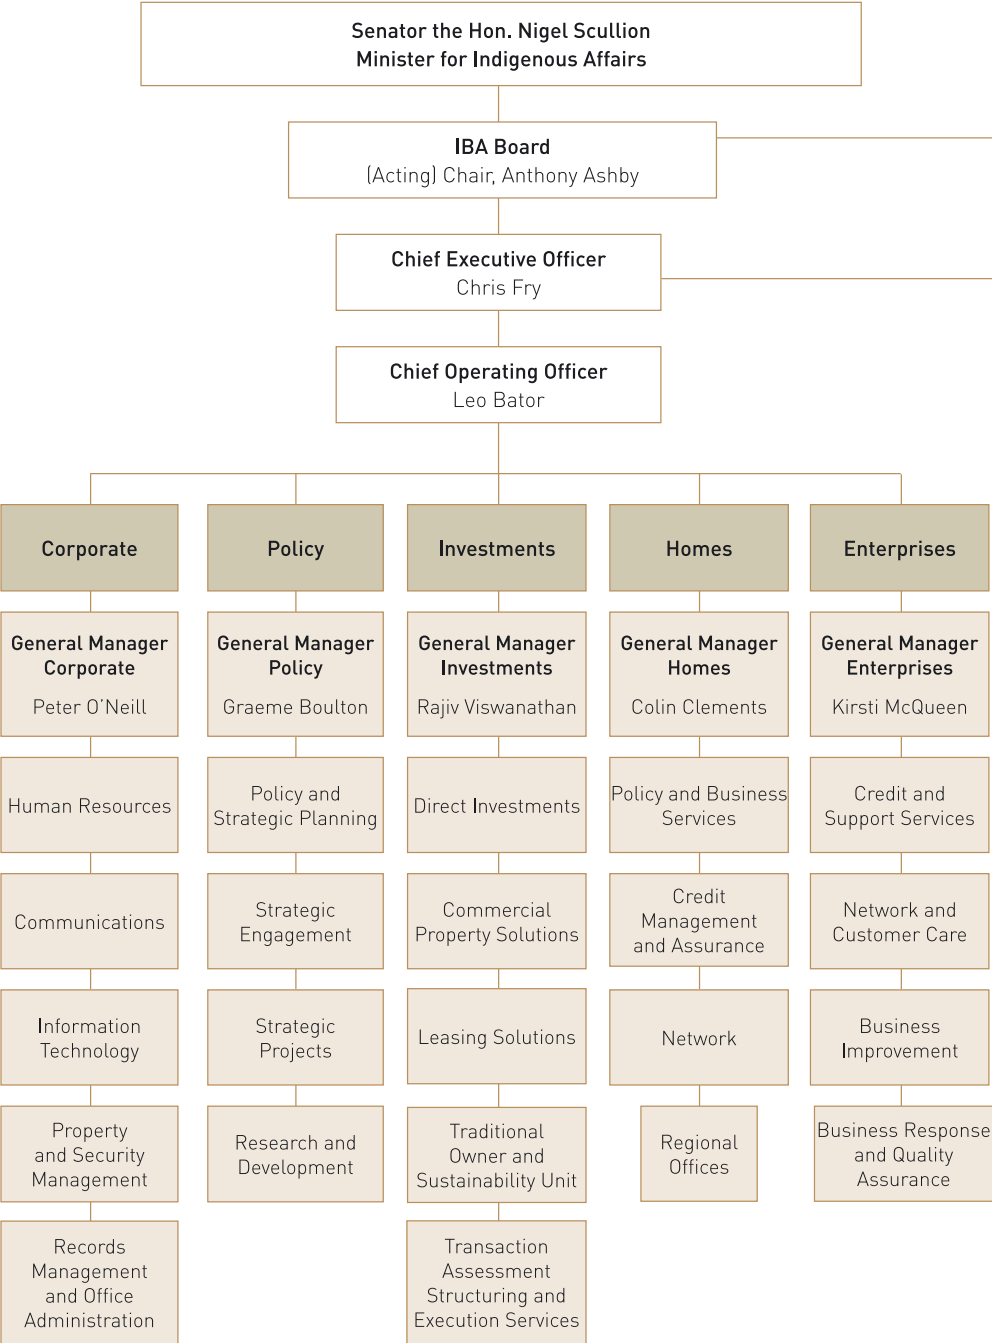 Senator the Hon. Nigel Scullion
Minister for Indigenous Affairs
IBA Board
(Acting) Chair, Anthony Ashby
Chief Executive Officer
Chris Fry
Chief Operating Officer
Leo Bator
Corporate
General Manager
Corporate
Peter O'Neill
Human Resources
Communications
Information
Technology
Property
and Security
Management
Records
Management
and Office
Administration
Policy
General Manager
Policy
Graeme Boulton
Policy and
Strategic Planning
Strategic
Engagement
Strategic
Projects
Research and
Development
Investments
General Manager
Investments
Rajiv Viswanathan
Direct Investments
Commercial
Property Solutions
Leasing Solutions
Traditional
Owner and
Sustainability Unit
Transaction
Assessment
Structuring and
Execution Services
Homes
General Manager
Homes
Colin Clements
Policy and Business
Services
Credit
Management
and Assurance
Network
Regional
Offices
Enterprises
General Manager
Enterprises
Kirsti McQueen
Credit and
Support Services
Network and
Customer Care
Business
Improvement
Business Response
and Quality
Assurance